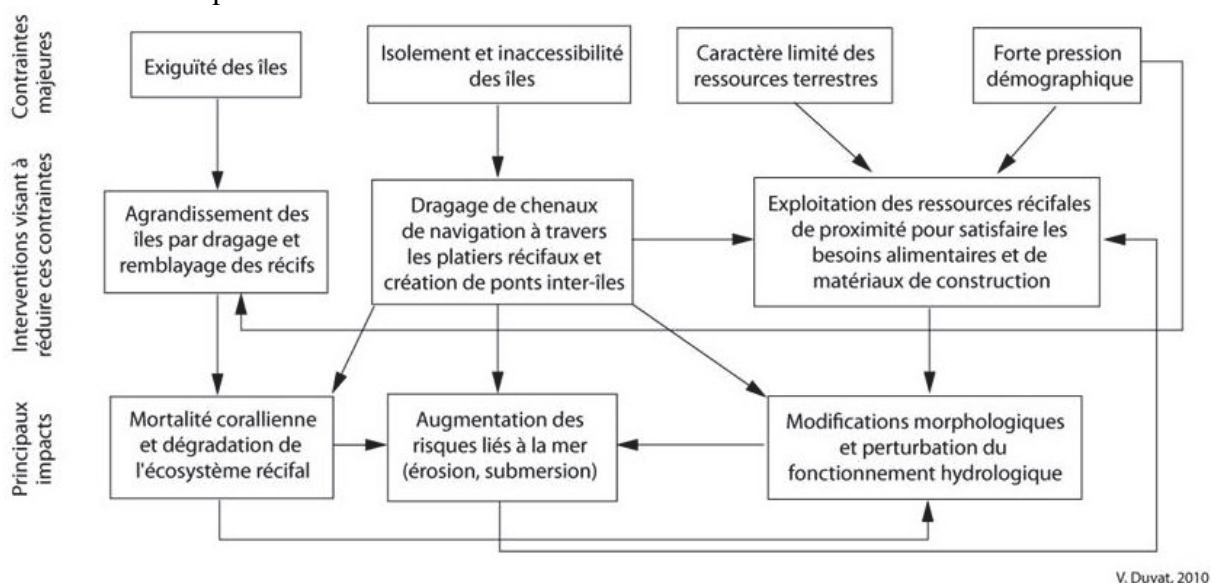 Contraintes
majeures
Exiguïté des îles
Isolement et inaccessibilité
des îles
Caractère limité des
ressources terrestres
Forte pression
démographique
Interventions visant à
réduire ces contraintes
Agrandissement des
îles par dragage et
remblayage des récifs
Dragage de chenaux
de navigation à travers
les platiers récifaux et
création de ponts inter-îles
Exploitation des ressources récifales
de proximité pour satisfaire les
besoins alimentaires et de
matériaux de construction
Principaux
impacts
Mortalité corallienne
et dégradation de
l'écosystème récifal
Augmentation des
risques liés à la mer
(érosion, submersion)
Modifications morphologiques
et perturbation du
fonctionnement hydrologique
V. Duvat, 2010